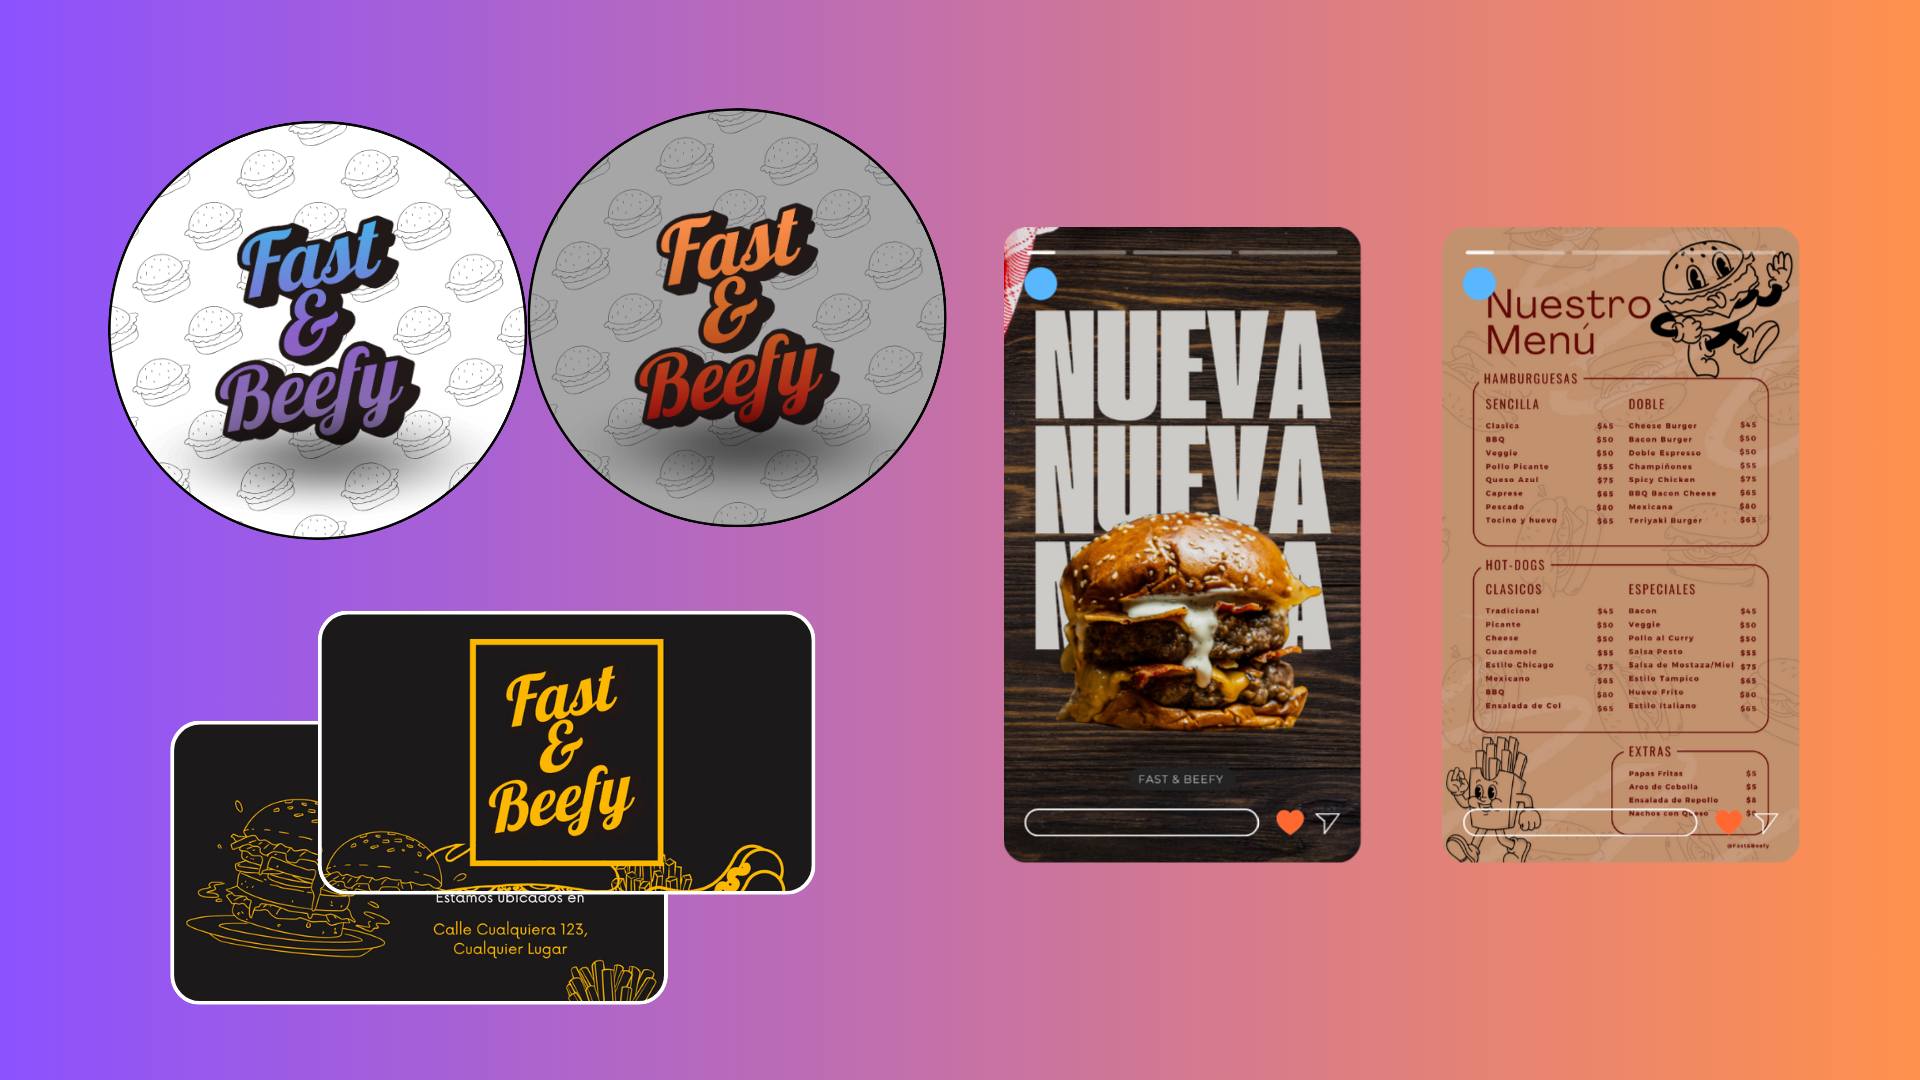 Fast
&
Beefy
Fast
&
Beefy
Fast
&
Beefy
Estamos ubicados en
Calle Cualquiera 123,
Cualquier Lugar
NUEVA
NUEVA
FAST & BEEFY
Nuestro
Menú
HAMBURGUESAS
SENCILLA
Clasica $45
BBQ $50
Veggie $50
Pollo Picante $55
Queso Azul $75
Caprese $65
Pescado $80
Tocino y huevo $65
DOBLE
Cheese Burger $45
Bacon Burger $50
Doble Espresso $50
Champiñones $55
Spicy Chicken $75
BBQ Bacon Cheese $65
Mexicana $80
Teriyaki Burger $65
HOT-DOGS
CLASICOS
Tradicional $45
Picante $50
Cheese $50
Guacamole $55
Estilo Chicago $75
Mexicano $65
BBQ $80
Ensalada de Col $65
ESPECIALES
Bacon $45
Veggie $50
Pollo al Curry $50
Salsa Pesto $55
Salsa de Mostaza/Miel $75
Estilo Tampico $65
Huevo Frito $80
Estilo Italiano $65
EXTRAS
Papas Fritas $5
Aros de Cebolla $5
Ensalada de Repollo $8
Nachos con Queso
@Fast&Beefy